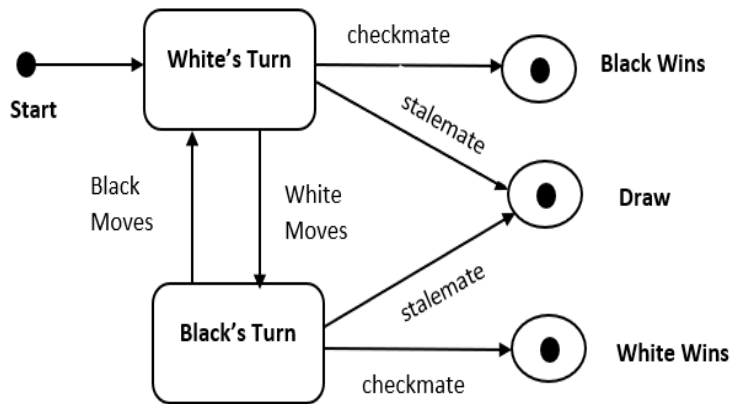 White's Turn
checkmate
Black Wins
Start
stalemate
Black
Moves
White
Moves
Draw
Black's Turn
stalemate
White Wins
checkmate